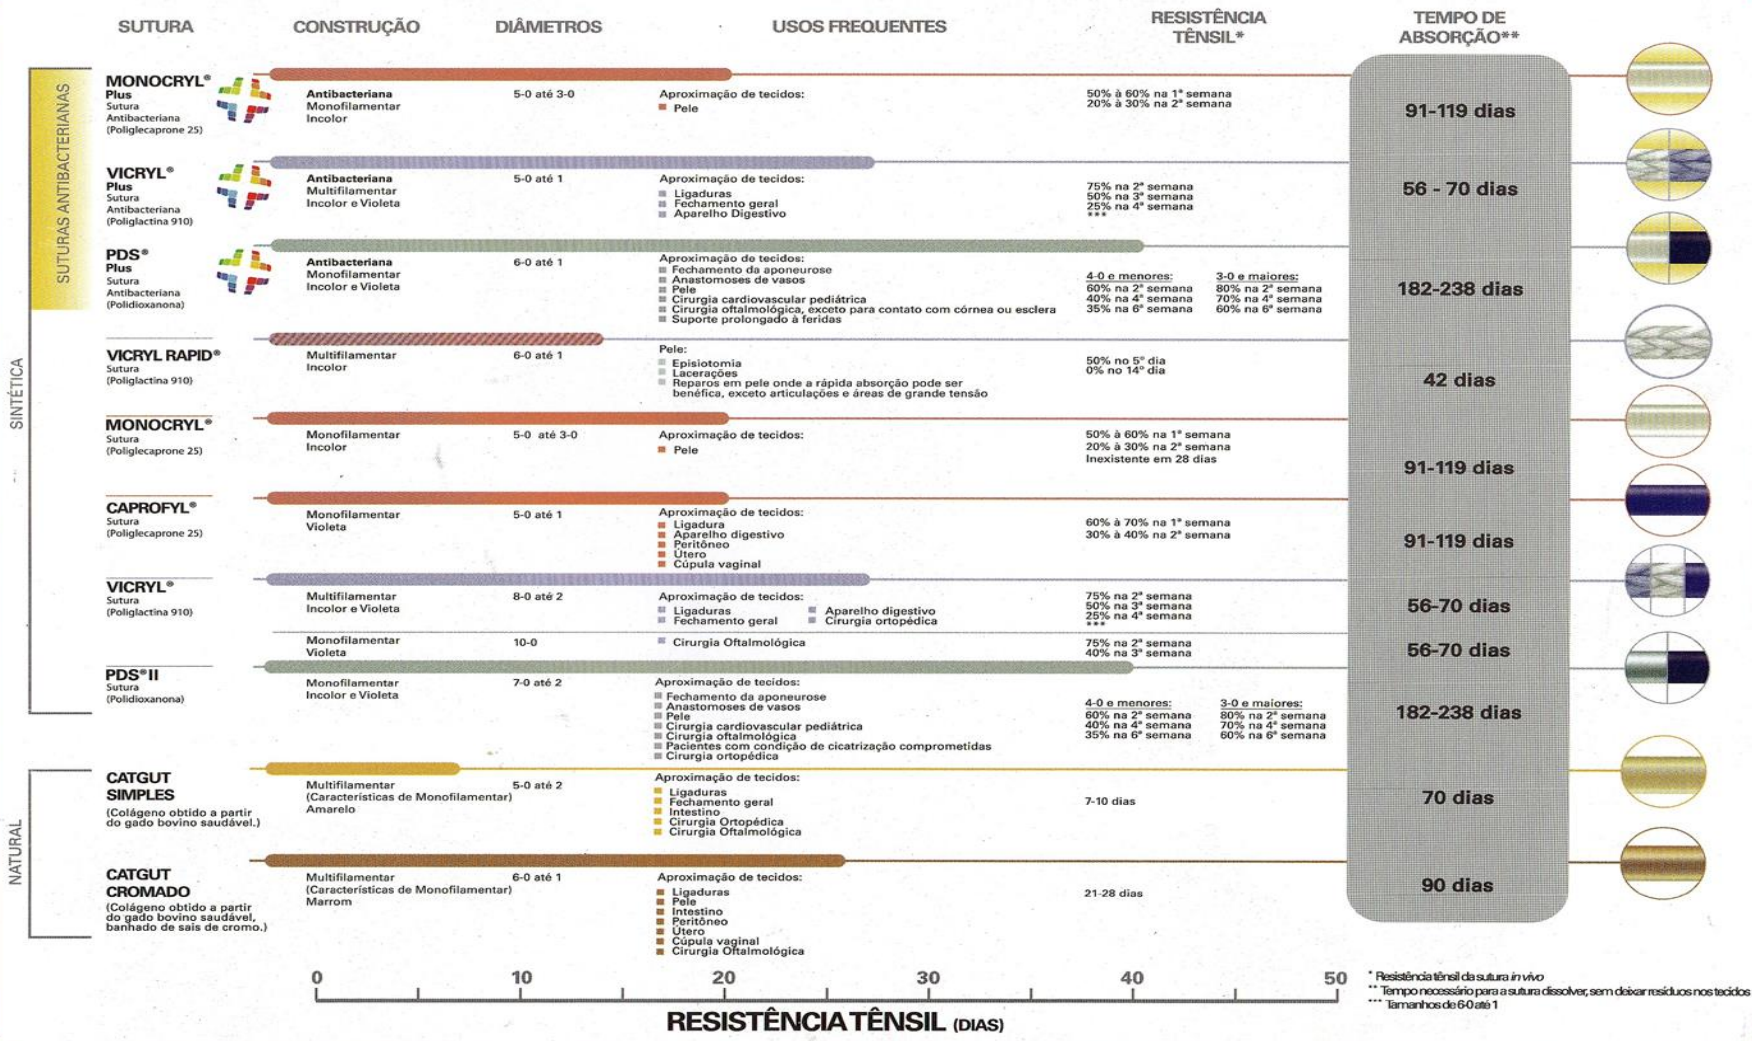 SUTURA CONSTRUÇÃO DIÂMETROS USOS FREQUENTES RESISTÊNCIA TÊNSIL* TEMPO DE ABSORÇÃO**
SINTÉTICA
SUTURAS ANTIBACTERIANAS
MONOCRYL®
Plus
Sutura
Antibacteriana
(Poliglecaprone 25)
Antibacteriana
Monofilamentar
Incolor
5-0 até 3-0
Aproximação de tecidos:
Pele
50% à 60% na 1ª semana
20% à 30% na 2ª semana
91-119 dias
VICRYL®
Plus
Sutura
Antibacteriana
(Poliglactina 910)
Antibacteriana
Multifilamentar
Incolor e Violeta
5-0 até 1
Aproximação de tecidos:
Ligaduras
Fechamento geral
Aparelho Digestivo
75% na 2ª semana
50% na 3ª semana
25% na 4ª semana
***
56 - 70 dias
PDS®
Plus
Sutura
Antibacteriana
(Polidioxanona)
Antibacteriana
Monofilamentar
Incolor e Violeta
6-0 até 1
Aproximação de tecidos:
Fechamento da aponeurose
Anastomoses de vasos
Pele
Cirurgia cardiovascular pediátrica
Cirurgia oftalmológica, exceto para contato com córnea ou esclera
Suporte prolongado à feridas
4-0 e menores:
60% na 2ª semana
40% na 4ª semana
35% na 6ª semana
3-0 e maiores:
80% na 2ª semana
70% na 4ª semana
60% na 6ª semana
182-238 dias
VICRYL RAPID®
Sutura
(Poliglactina 910)
Multifilamentar
Incolor
6-0 até 1
Pele:
Episiotomia
Lacerações
Reparos em pele onde a rápida absorção pode ser
benéfica, exceto articulações e áreas de grande tensão
50% no 5º dia
0% no 14º dia
42 dias
MONOCRYL®
Sutura
(Poliglecaprone 25)
Monofilamentar
Incolor
5-0 até 3-0
Aproximação de tecidos:
Pele
50% à 60% na 1ª semana
20% à 30% na 2ª semana
Inexistente em 28 dias
91-119 dias
CAPROFYL®
Sutura
(Poliglecaprone 25)
Monofilamentar
Violeta
5-0 até 1
Aproximação de tecidos:
Ligadura
Aparelho digestivo
Peritôneo
Útero
Cúpula vaginal
60% à 70% na 1ª semana
30% à 40% na 2ª semana
91-119 dias
VICRYL®
Sutura
(Poliglactina 910)
Multifilamentar
Incolor e Violeta
8-0 até 2
Aproximação de tecidos:
Ligaduras
Fechamento geral
Aparelho digestivo
Cirurgia ortopédica
75% na 2ª semana
50% na 3ª semana
25% na 4ª semana
***
56-70 dias
Monofilamentar
Violeta
10-0
Cirurgia Oftalmológica
75% na 2ª semana
40% na 3ª semana
56-70 dias
PDS® II
Sutura
(Polidioxanona)
Monofilamentar
Incolor e Violeta
7-0 até 2
Aproximação de tecidos:
Fechamento da aponeurose
Anastomoses de vasos
Pele
Cirurgia cardiovascular pediátrica
Cirurgia oftalmológica
Pacientes com condição de cicatrização comprometidas
Cirurgia ortopédica
4-0 e menores:
60% na 2ª semana
40% na 4ª semana
35% na 6ª semana
3-0 e maiores:
80% na 2ª semana
70% na 4ª semana
60% na 6ª semana
182-238 dias
NATURAL
CATGUT
SIMPLES
(Colágeno obtido a partir
do gado bovino saudável.)
Multifilamentar
(Características de Monofilamentar)
Amarelo
5-0 até 2
Aproximação de tecidos:
Ligaduras
Fechamento geral
Intestino
Cirurgia Ortopédica
Cirurgia Oftalmológica
7-10 dias
70 dias
CATGUT
CROMADO
(Colágeno obtido a partir
do gado bovino saudável,
banhado de sais de cromo.)
Multifilamentar
(Características de Monofilamentar)
Marrom
6-0 até 1
Aproximação de tecidos:
Ligaduras
Pele
Intestino
Peritôneo
Útero
Cúpula vaginal
Cirurgia Oftalmológica
21-28 dias
90 dias
0 10 20 30 40 50
RESISTÊNCIA TÊNSIL (DIAS)
* Resistência tênsil da sutura in vivo
** Tempo necessário para a sutura dissolver, sem deixar resíduos nos tecidos
*** Tamanhos de 6-0 até 1